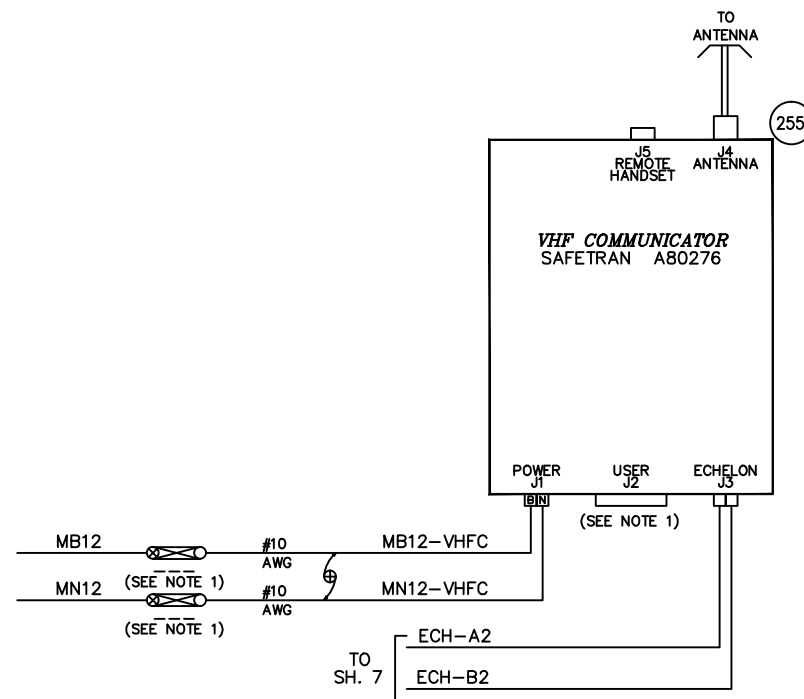 TO
ANTENNA
255
J5
REMOTE
HANDSET
J4
ANTENNA
VHF COMMUNICATOR
SAFETRAN A80276
POWER
J1
B N
USER
J2
(SEE NOTE 1)
ECHELON
J3
MB12
(SEE NOTE 1)
#10
AWG
MB12-VHFC
MN12
(SEE NOTE 1)
#10
AWG
MN12-VHFC
TO
SH. 7
ECH-A2
ECH-B2